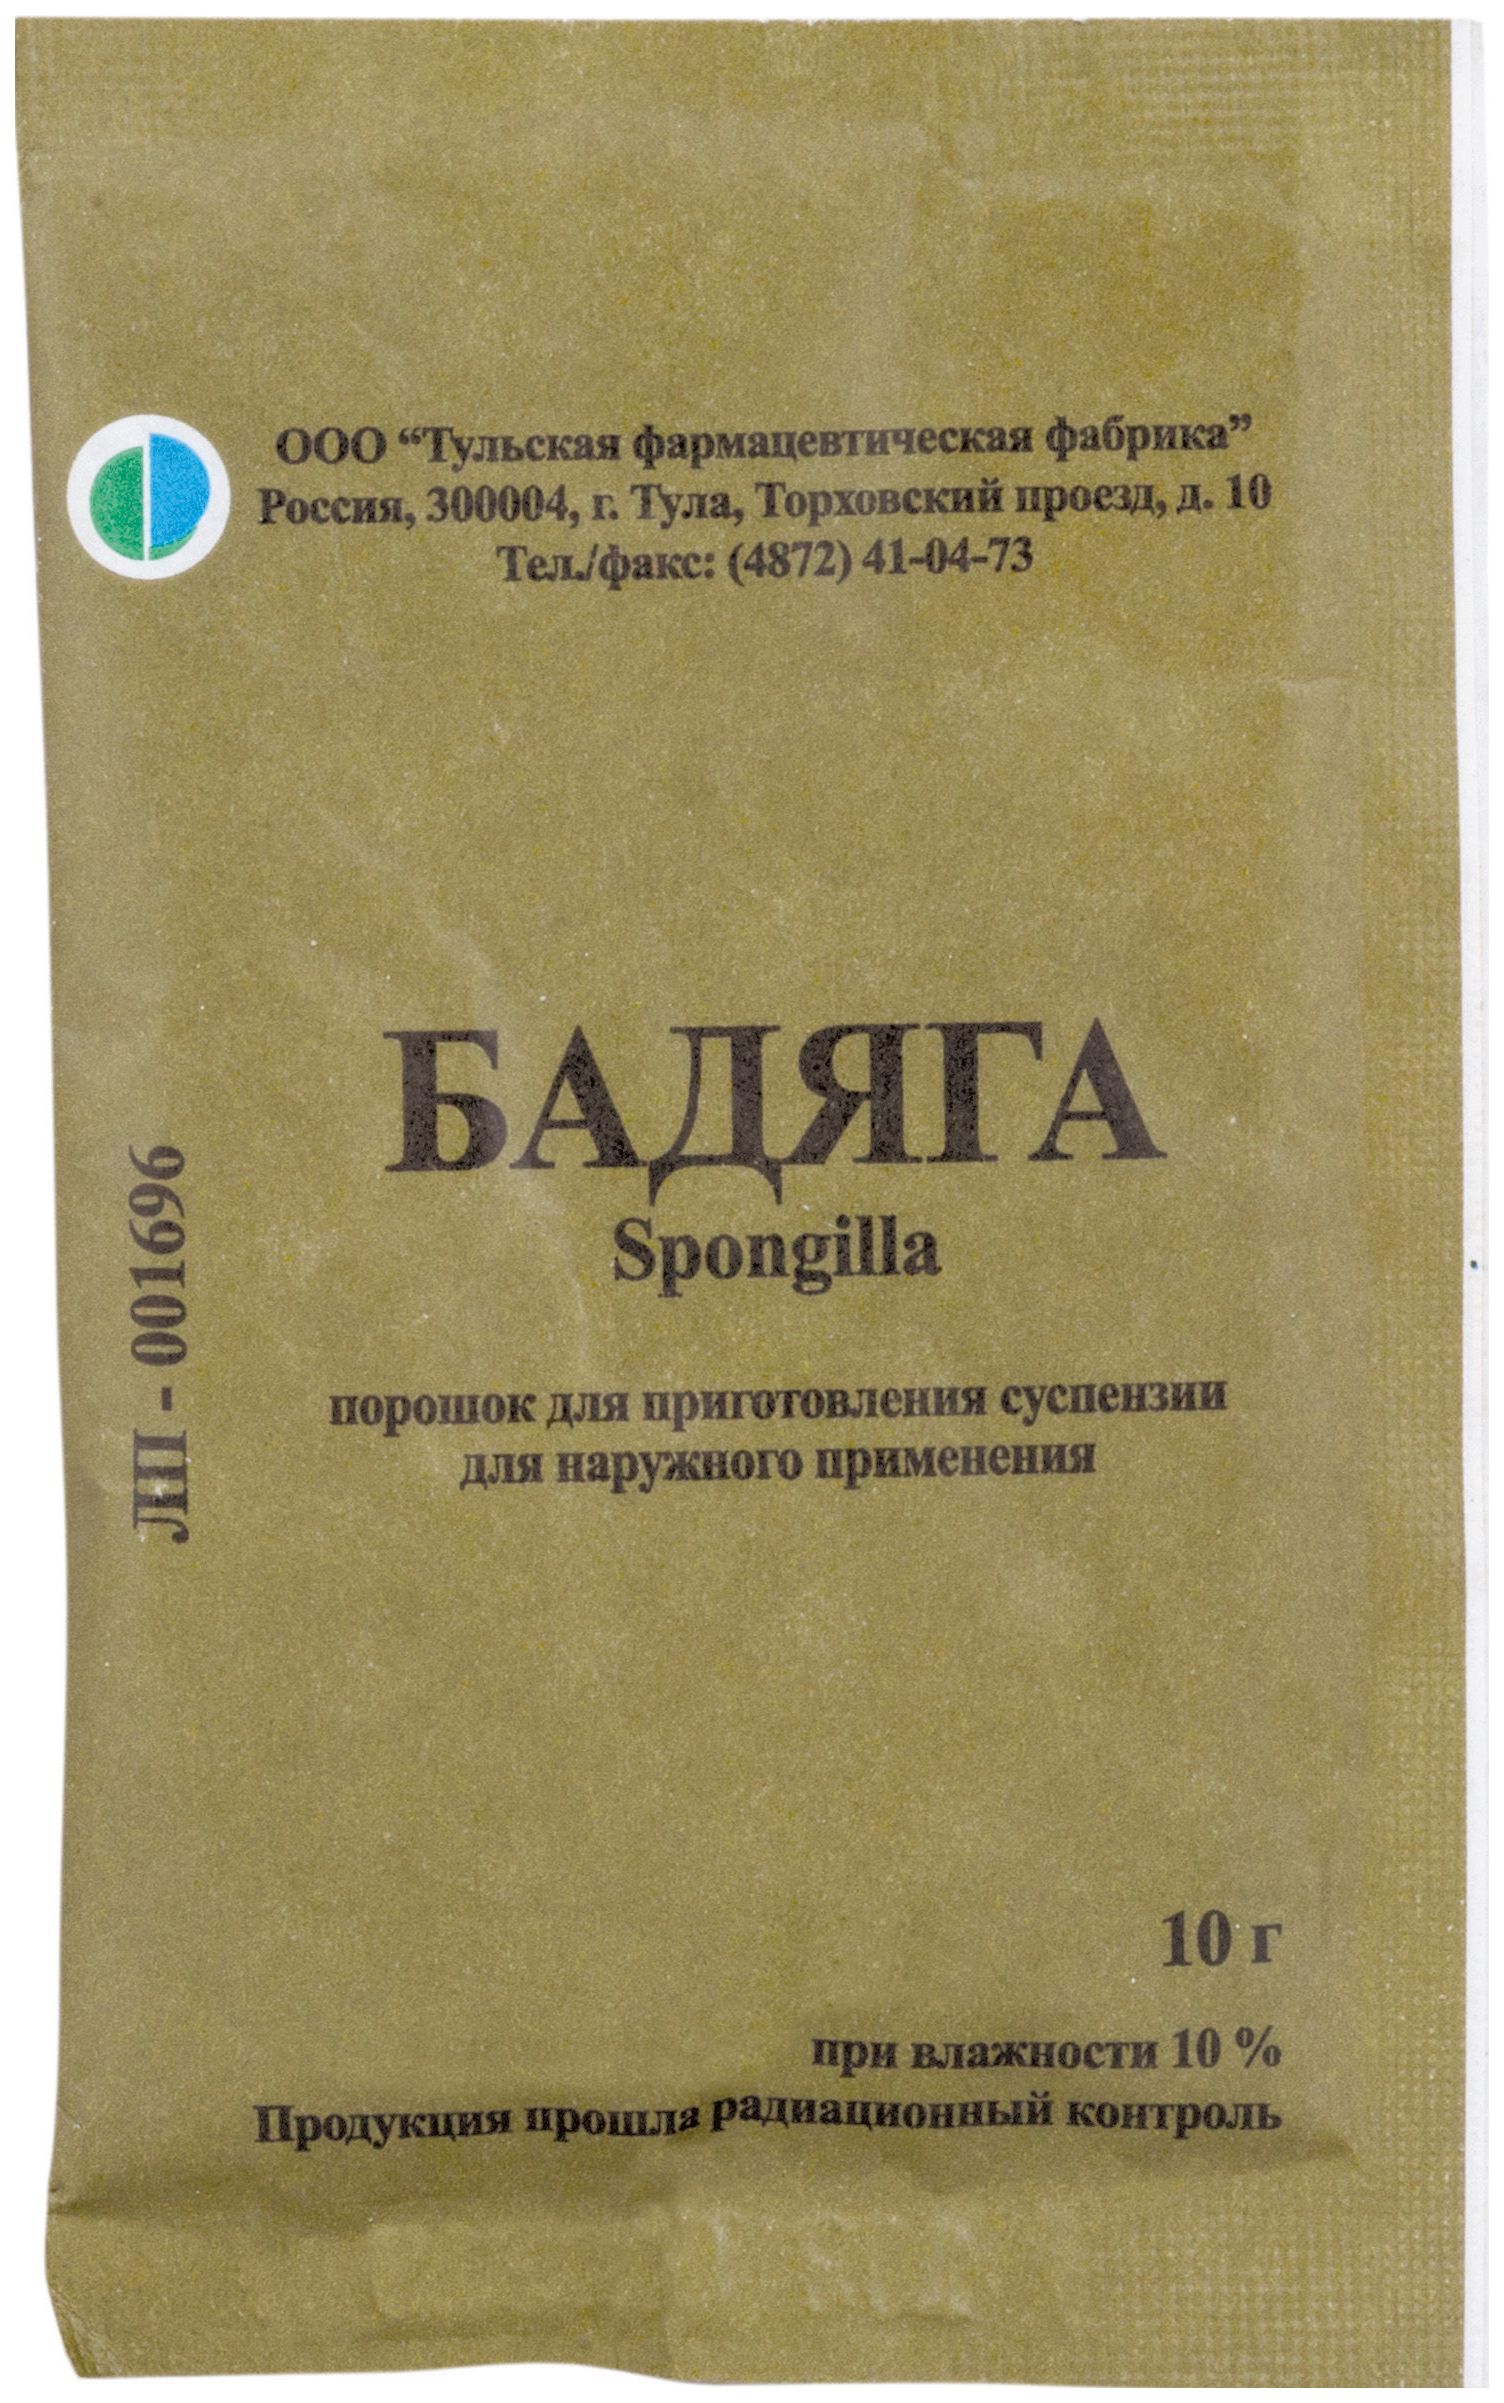 ООО “Тульская фармацевтическая фабрика”
Россия, 300004, г. Тула, Торховский проезд, д. 10
Тел./факс: (4872) 41-04-73
БАДЯГА
Spongilla
ЛП - 001696
порошок для приготовления суспензии
для наружного применения
10 г
при влажности 10 %
Продукция прошла радиационный контроль